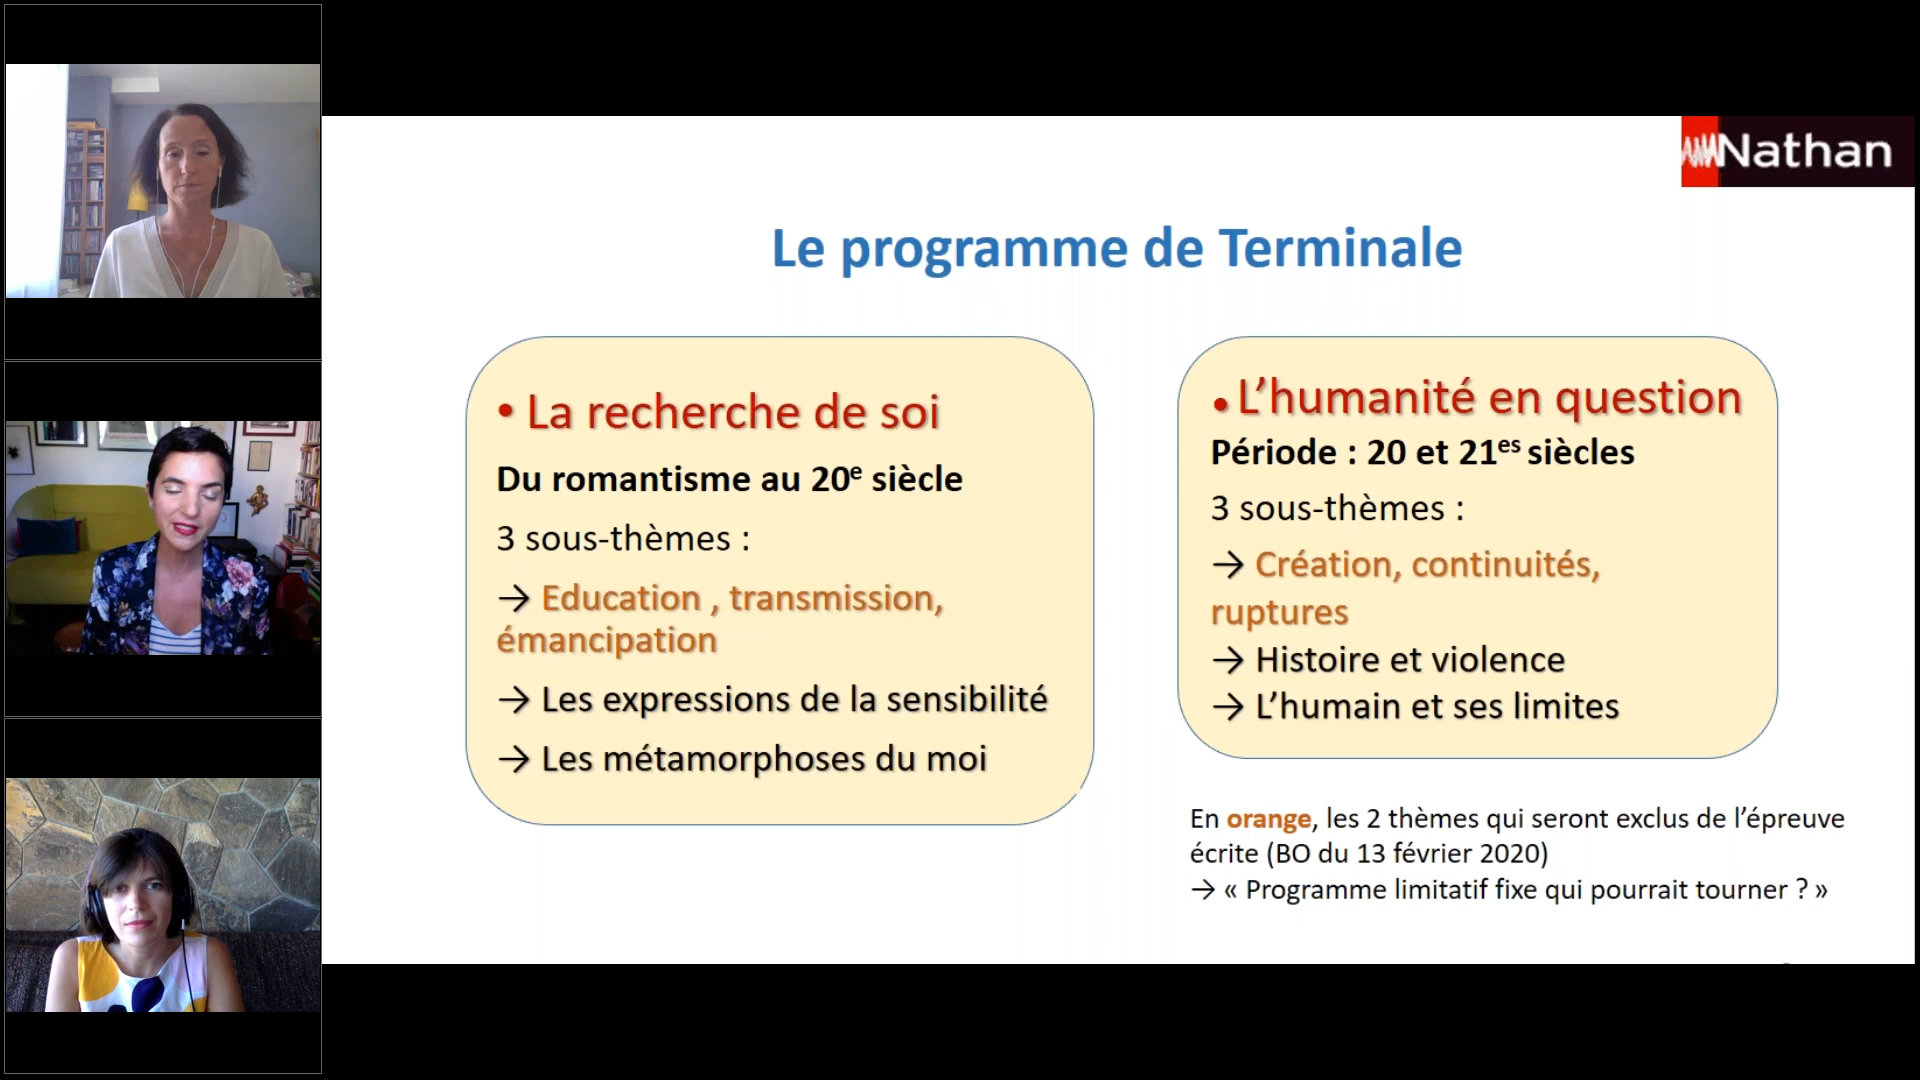 Nathan
Le programme de Terminale
• La recherche de soi
Du romantisme au 20e siècle
3 sous-thèmes :
→ Education , transmission,
émancipation
→ Les expressions de la sensibilité
→ Les métamorphoses du moi
• L’humanité en question
Période : 20 et 21es siècles
3 sous-thèmes :
→ Création, continuités,
ruptures
→ Histoire et violence
→ L’humain et ses limites
En orange, les 2 thèmes qui seront exclus de l’épreuve
écrite (BO du 13 février 2020)
→ « Programme limitatif fixe qui pourrait tourner ? »